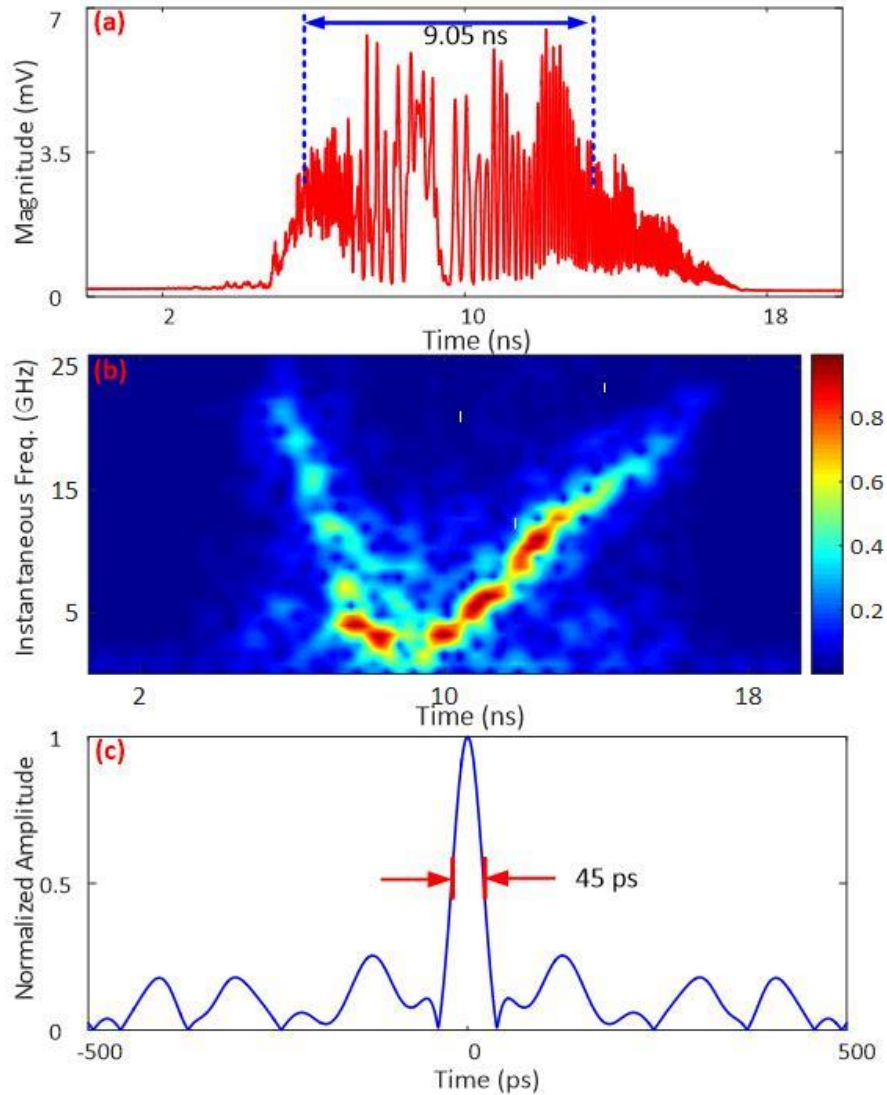 (a)
9.05 ns
7
3.5
0
Magnitude (mV)
2 10 18
Time (ns)
(b)
25
15
5
Instantaneous Freq. (GHz)
0.8
0.6
0.4
0.2
2 10 18
Time (ns)
(c)
1
0.5
0
Normalized Amplitude
45 ps
-500 0 500
Time (ps)